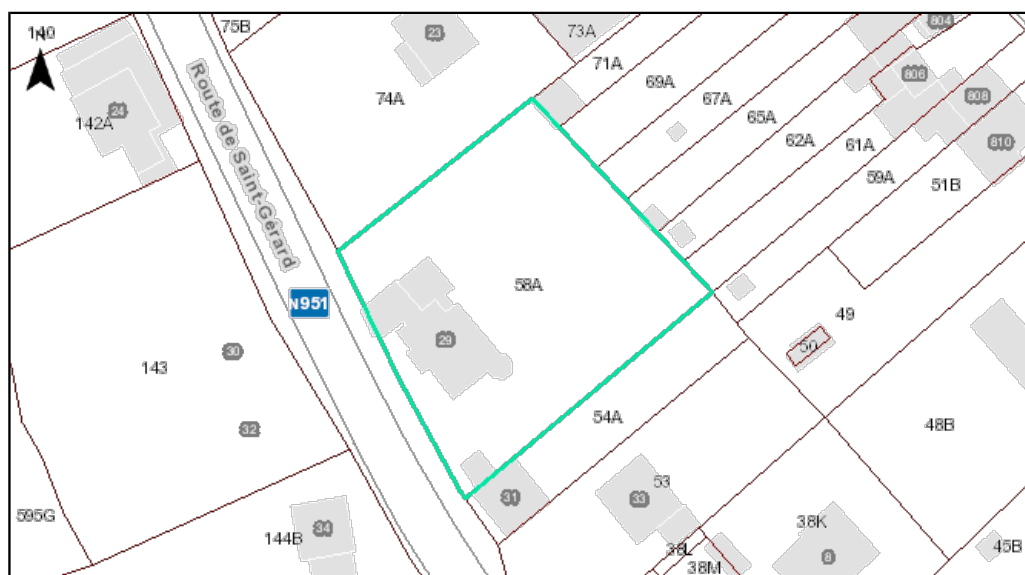 140
N
75B
23
73A
804
71A
69A
67A
65A
62A
61A
59A
51B
806
808
810
74A
24
142A
Route de Saint-Gérard
N951
58A
29
49
50
143
30
32
54A
48B
31
33
53
595G
34
144B
38K
8
38L
38M
45B